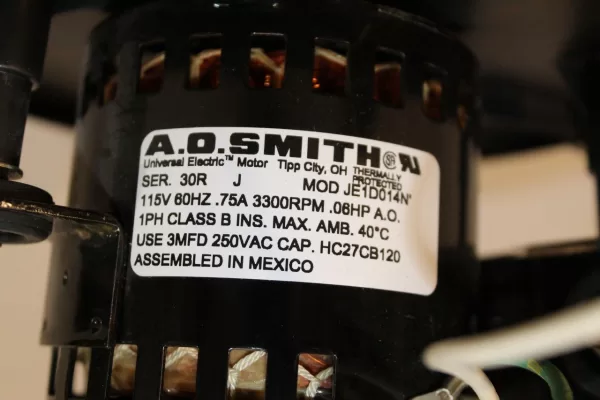 A.O.SMITH
Universal Electric™ Motor Tipp City, OH THERMALLY PROTECTED
SER. 30R J MOD JE1D014N
115V 60HZ .75A 3300RPM .06HP A.O.
1PH CLASS B INS. MAX. AMB. 40°C
USE 3MFD 250VAC CAP. HC27CB120
ASSEMBLED IN MEXICO